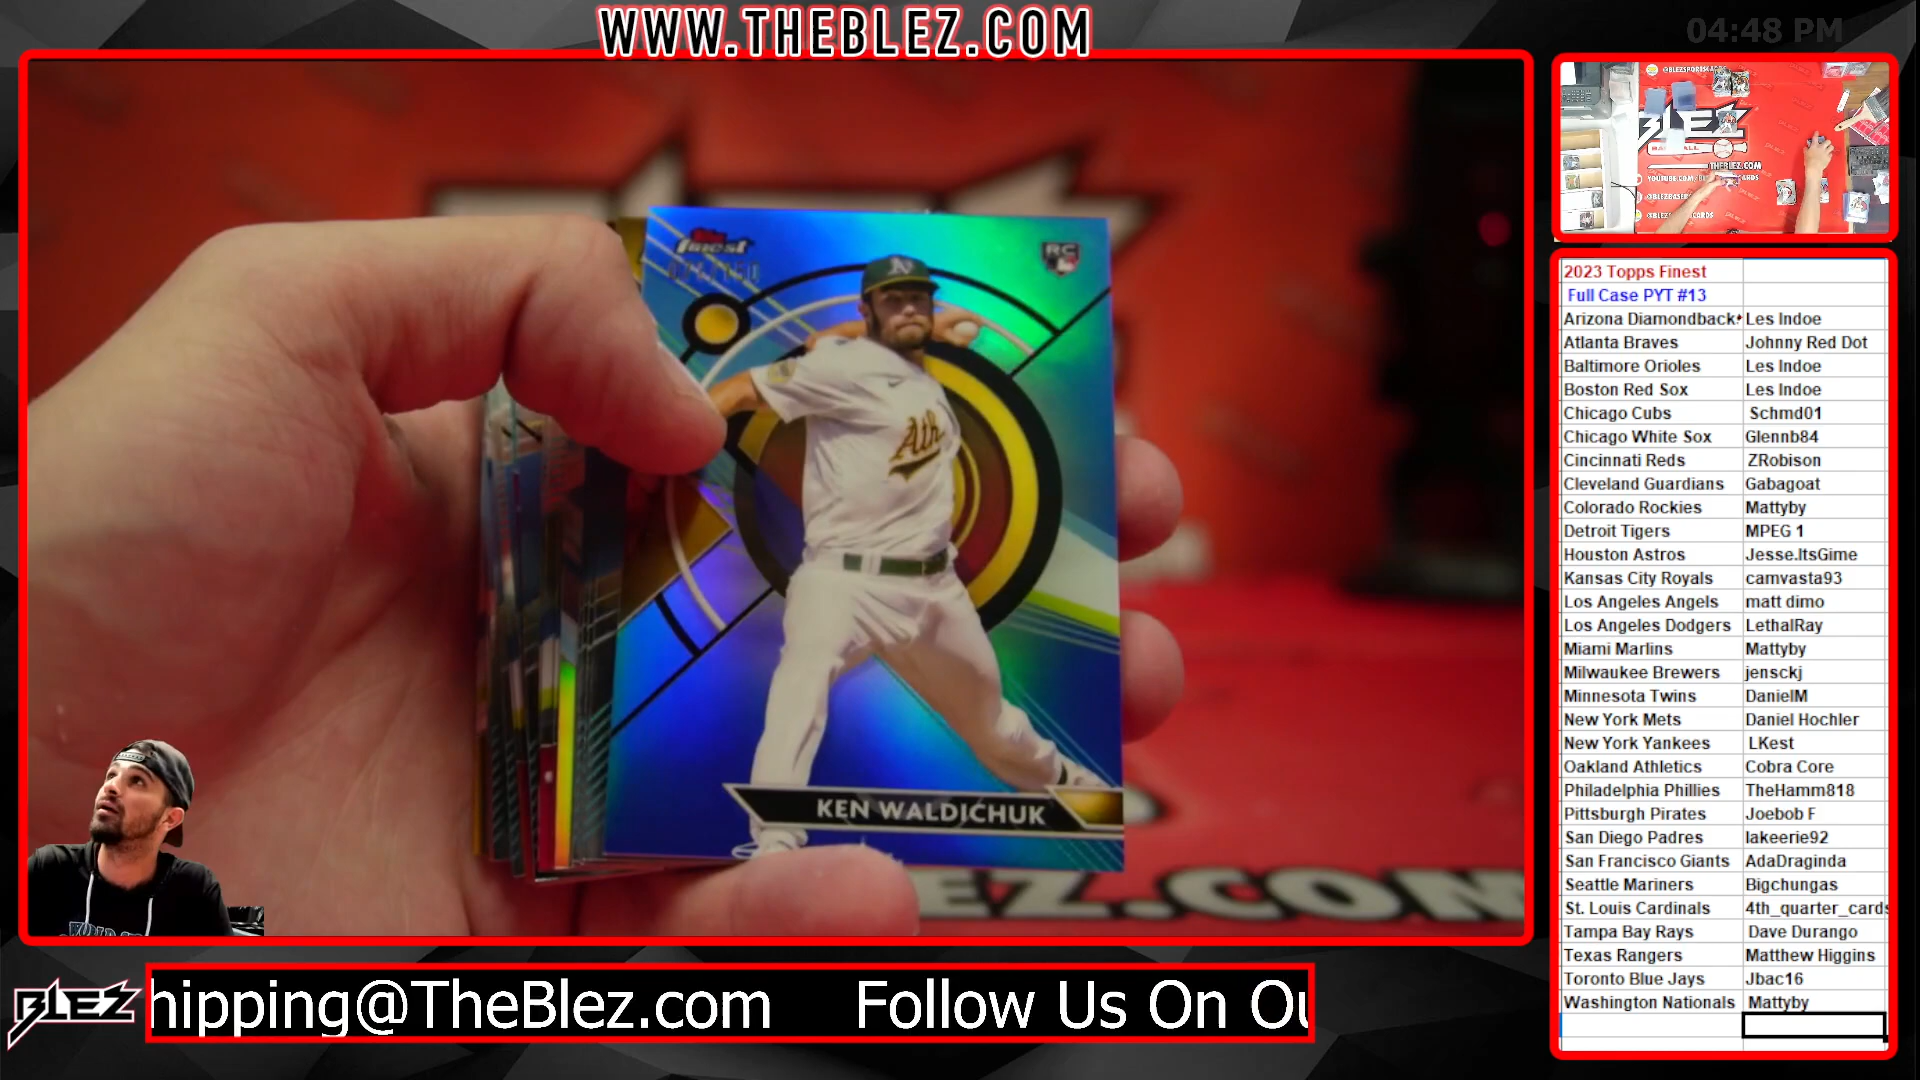 WWW.THEBLEZ.COM
04:48 PM
Finest
RC
Ath
KEN WALDICHUK
EZ.COM
BLEZ
THEBLEZ.COM
2023 Topps Finest
Full Case PYT #13
Arizona Diamondback Les Indoe
Atlanta Braves Johnny Red Dot
Baltimore Orioles Les Indoe
Boston Red Sox Les Indoe
Chicago Cubs Schmd01
Chicago White Sox Glennb84
Cincinnati Reds ZRobison
Cleveland Guardians Gabagoat
Colorado Rockies Mattyby
Detroit Tigers MPEG 1
Houston Astros Jesse.ItsGime
Kansas City Royals camvasta93
Los Angeles Angels matt dimo
Los Angeles Dodgers LethalRay
Miami Marlins Mattyby
Milwaukee Brewers jensckj
Minnesota Twins DanielM
New York Mets Daniel Hochler
New York Yankees LKest
Oakland Athletics Cobra Core
Philadelphia Phillies TheHamm818
Pittsburgh Pirates Joebob F
San Diego Padres lakeerie92
San Francisco Giants AdaDraginda
Seattle Mariners Bigchungas
St. Louis Cardinals 4th_quarter_cards
Tampa Bay Rays Dave Durango
Texas Rangers Matthew Higgins
Toronto Blue Jays Jbac16
Washington Nationals Mattyby
BLEZ
hipping@TheBlez.com Follow Us On Ou